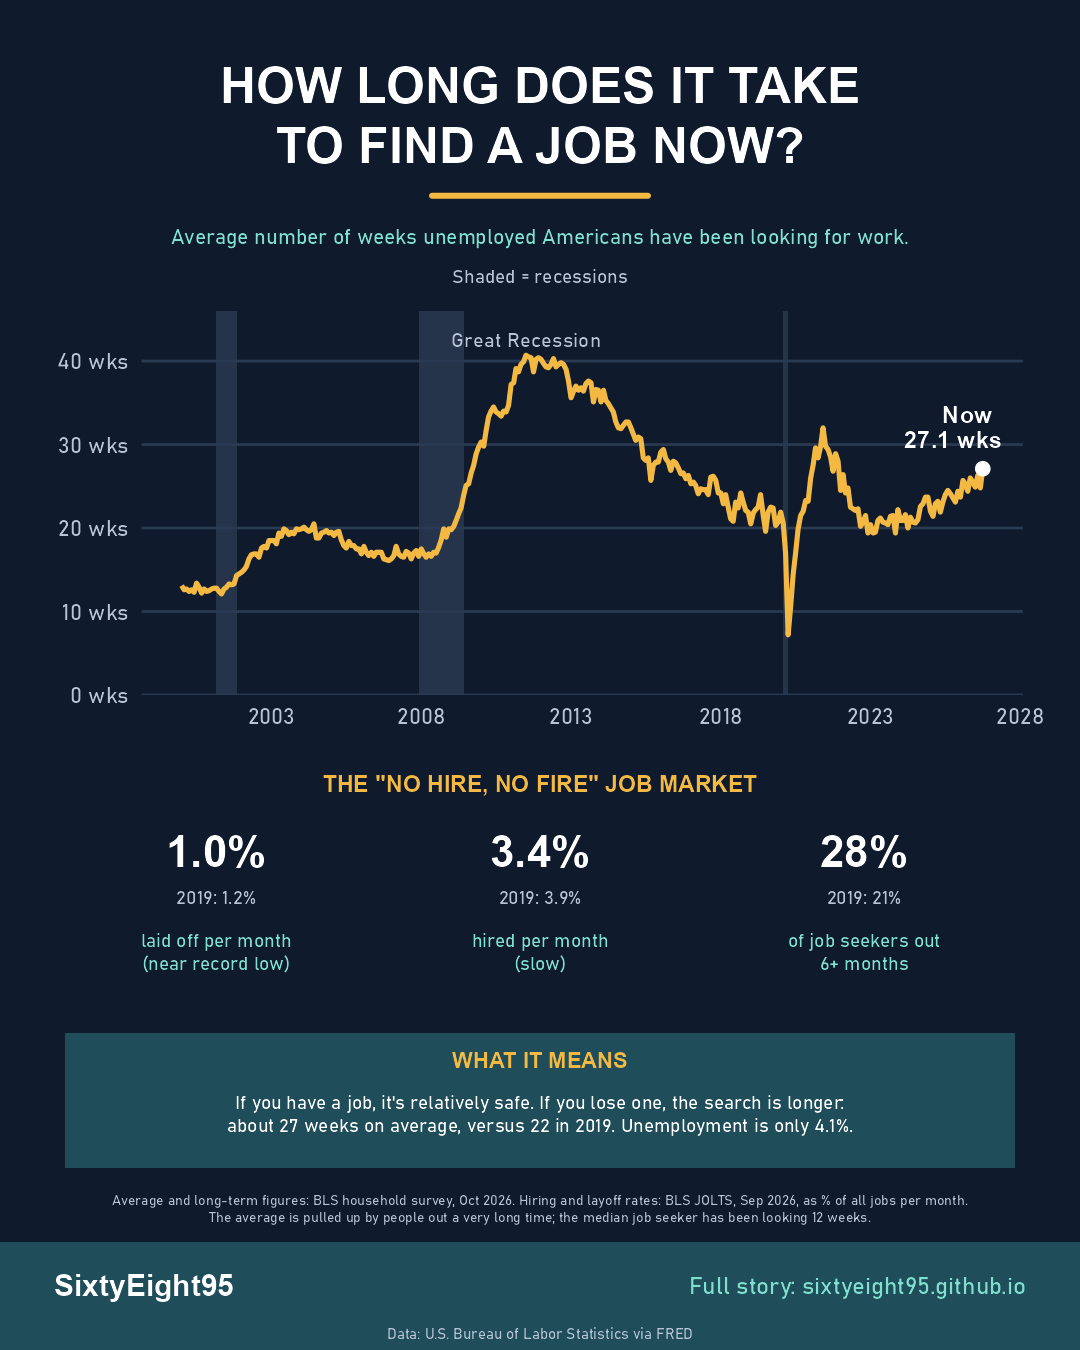 HOW LONG DOES IT TAKE
TO FIND A JOB NOW?
Average number of weeks unemployed Americans have been looking for work.
Shaded = recessions
Great Recession
40 wks
Now
27.1 wks
30 wks
20 wks
10 wks
0 wks
2003 2008 2013 2018 2023 2028
THE "NO HIRE, NO FIRE" JOB MARKET
1.0% 3.4% 28%
2019: 1.2% 2019: 3.9% 2019: 21%
laid off per month hired per month of job seekers out
(near record low) (slow) 6+ months
WHAT IT MEANS
If you have a job, it's relatively safe. If you lose one, the search is longer:
about 27 weeks on average, versus 22 in 2019. Unemployment is only 4.1%.
Average and long-term figures: BLS household survey, Oct 2026. Hiring and layoff rates: BLS JOLTS, Sep 2026, as % of all jobs per month.
The average is pulled up by people out a very long time; the median job seeker has been looking 12 weeks.
SixtyEight95 Full story: sixtyeight95.github.io
Data: U.S. Bureau of Labor Statistics via FRED